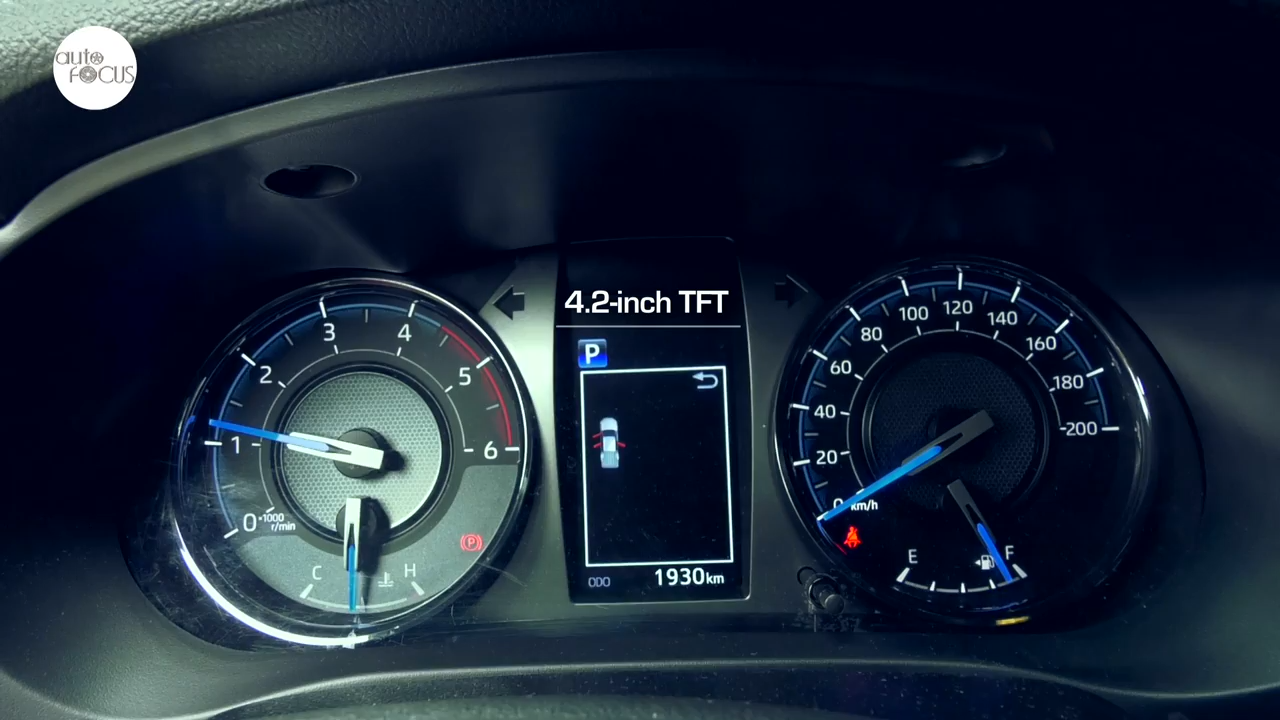 auto
FOCUS
4.2-inch TFT
P
ODO 1930km
0 1 2 3 4 5 6
×1000
r/min
C H
P
0 20 40 60 80 100 120 140 160 180 200
km/h
E F